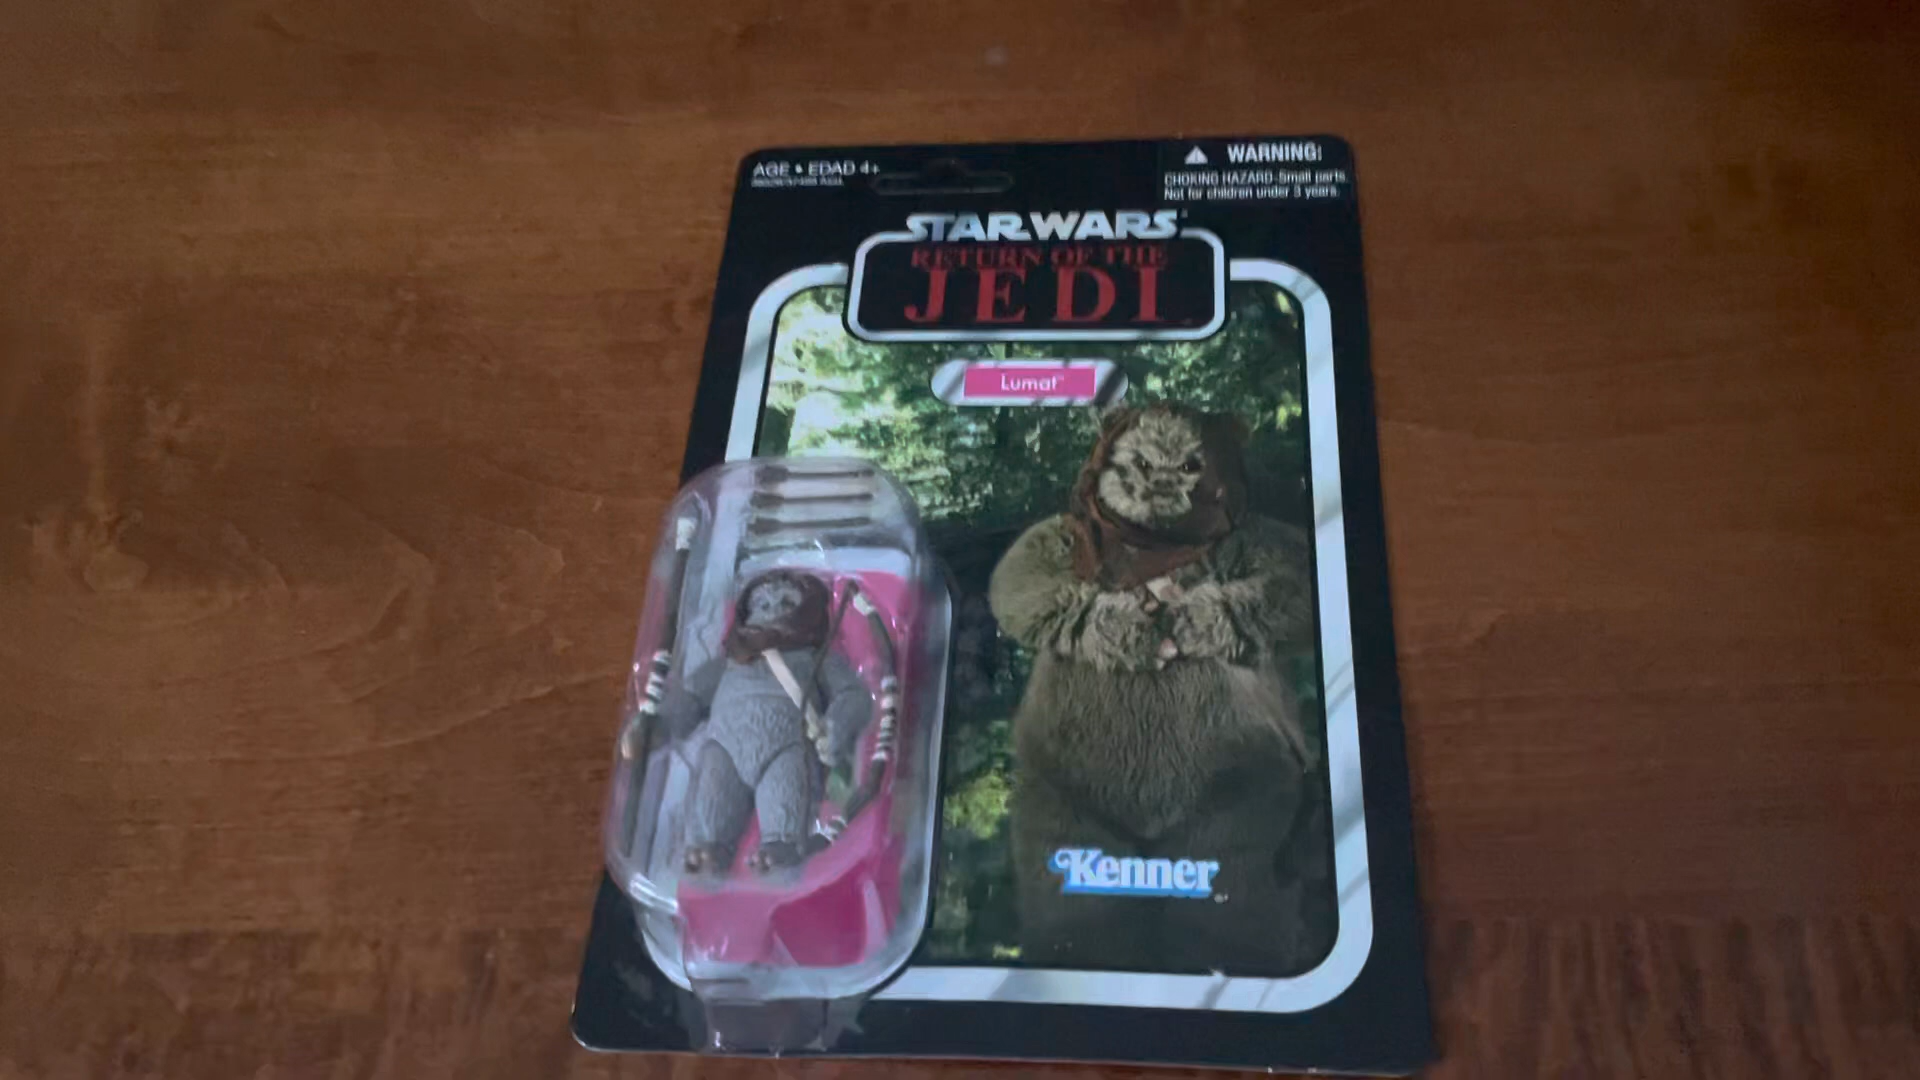 AGE • EDAD 4+
WARNING:
CHOKING HAZARD-Small parts.
Not for children under 3 years.
STAR WARS
RETURN OF THE
JEDI
Lumat™
Kenner